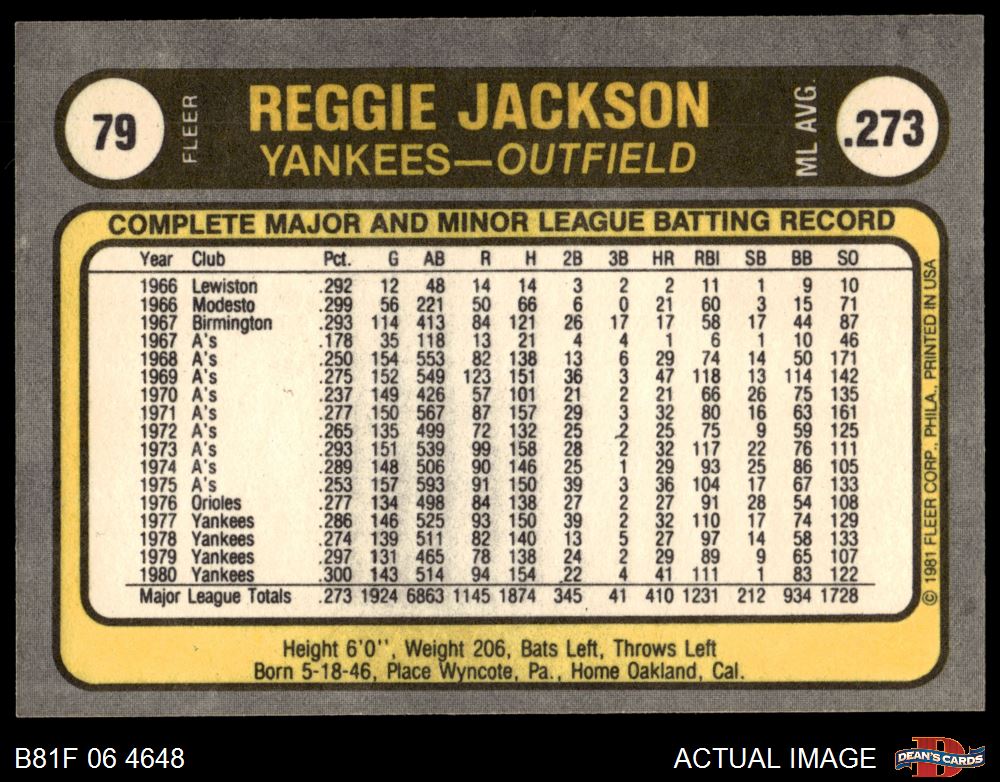 79 FLEER REGGIE JACKSON ML AVG. .273
YANKEES—OUTFIELD
COMPLETE MAJOR AND MINOR LEAGUE BATTING RECORD
Year Club Pct. G AB R H 2B 3B HR RBI SB BB SO
1966 Lewiston .292 12 48 14 14 3 2 2 11 1 9 10
1966 Modesto .299 56 221 50 66 6 0 21 60 3 15 71
1967 Birmington .293 114 413 84 121 26 17 17 58 17 44 87
1967 A's .178 35 118 13 21 4 4 1 6 1 10 46
1968 A's .250 154 553 82 138 13 6 29 74 14 50 171
1969 A's .275 152 549 123 151 36 3 47 118 13 114 142
1970 A's .237 149 426 57 101 21 2 21 66 26 75 135
1971 A's .277 150 567 87 157 29 3 32 80 16 63 161
1972 A's .265 135 499 72 132 25 2 25 75 9 59 125
1973 A's .293 151 539 99 158 28 2 32 117 22 76 111
1974 A's .289 148 506 90 146 25 1 29 93 25 86 105
1975 A's .253 157 593 91 150 39 3 36 104 17 67 133
1976 Orioles .277 134 498 84 138 27 2 27 91 28 54 108
1977 Yankees .286 146 525 93 150 39 2 32 110 17 74 129
1978 Yankees .274 139 511 82 140 13 5 27 97 14 58 133
1979 Yankees .297 131 465 78 138 24 2 29 89 9 65 107
1980 Yankees .300 143 514 94 154 22 4 41 111 1 83 122
Major League Totals .273 1924 6863 1145 1874 345 41 410 1231 212 934 1728
© 1981 FLEER CORP., PHILA., PRINTED IN USA
Height 6'0'', Weight 206, Bats Left, Throws Left
Born 5-18-46, Place Wyncote, Pa., Home Oakland, Cal.
B81F 06 4648 ACTUAL IMAGE D DEAN'S CARDS